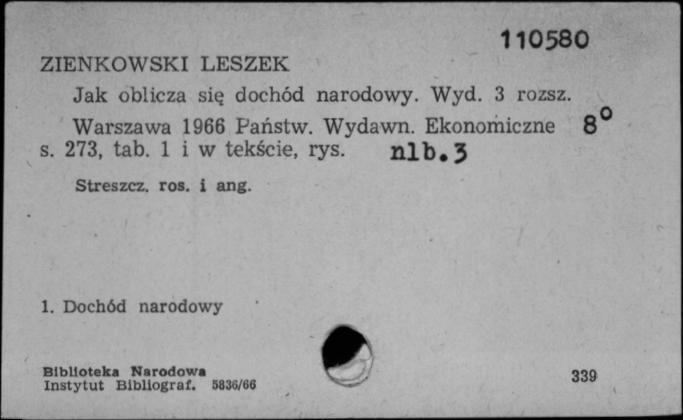 110580
ZIENKOWSKI LESZEK
Jak oblicza się dochód narodowy. Wyd. 3 rozsz.
Warszawa 1966 Państw. Wydawn. Ekonomiczne 8°
s. 273, tab. 1 i w tekście, rys. nlb.3
Streszcz. ros. i ang.
1. Dochód narodowy
Biblioteka Narodowa
Instytut Bibliograf. 5836/66
339